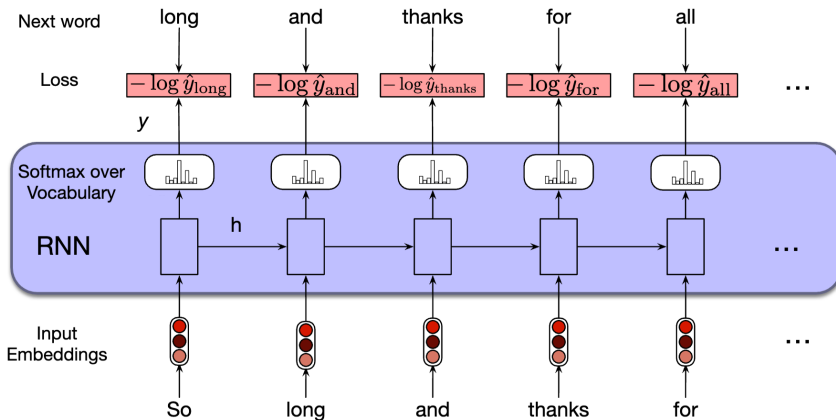 Next word long and thanks for all
Loss − log ŷ_long − log ŷ_and − log ŷ_thanks − log ŷ_for − log ŷ_all ...
y
Softmax over
Vocabulary
h
RNN ...
Input
Embeddings ...
So long and thanks for